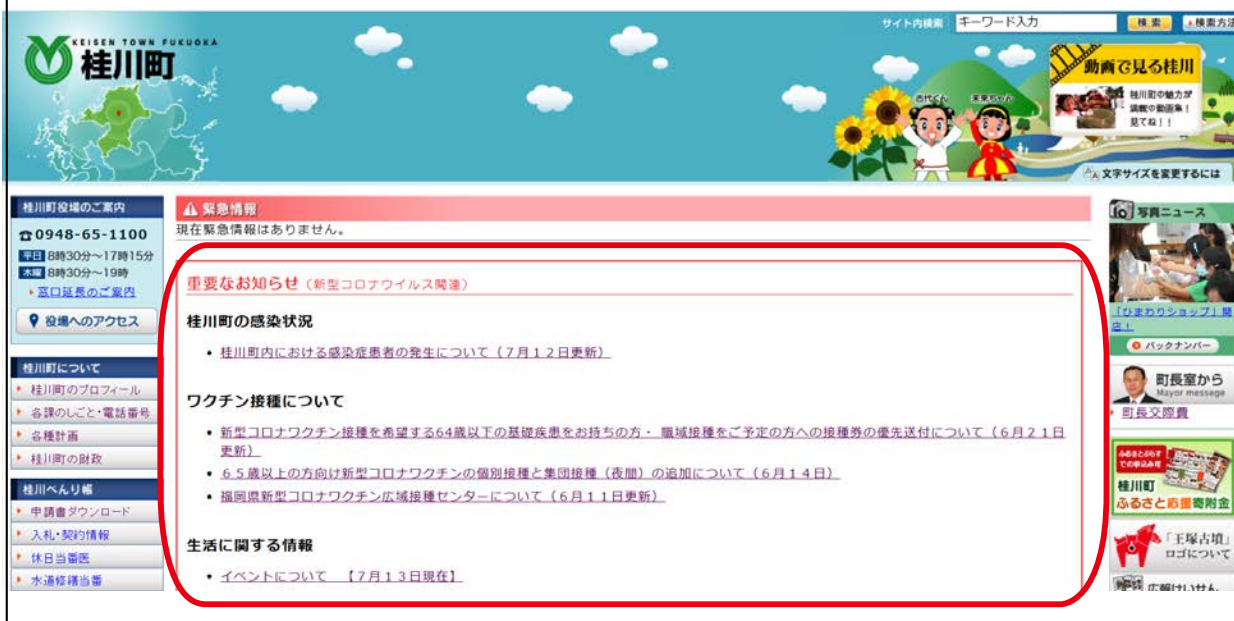 サイト内検索 キーワード入力 検索 検索方法
KEISEN TOWN FUKUOKA
桂川町
動画で見る桂川
桂川町の魅力が
満載の動画集！
見てね！！
古代くん 未来ちゃん
文字サイズを変更するには
桂川町役場のご案内
☎0948-65-1100
平日 8時30分～17時15分
木曜 8時30分～19時
窓口延長のご案内
役場へのアクセス
桂川町について
桂川町のプロフィール
各課のしごと・電話番号
各種計画
桂川町の財政
桂川べんり帳
申請書ダウンロード
入札・契約情報
休日当番医
水道修繕当番
緊急情報
現在緊急情報はありません。
重要なお知らせ（新型コロナウイルス関連）
桂川町の感染状況
• 桂川町内における感染症患者の発生について（７月１２日更新）
ワクチン接種について
• 新型コロナワクチン接種を希望する64歳以下の基礎疾患をお持ちの方・ 職域接種をご予定の方への接種券の優先送付について（６月２１日
更新）
• ６５歳以上の方向け新型コロナワクチンの個別接種と集団接種（夜間）の追加について（６月１４日）
• 福岡県新型コロナワクチン広域接種センターについて（６月１１日更新）
生活に関する情報
• イベントについて 【７月１３日現在】
写真ニュース
「ひまわりショップ」開
店！
バックナンバー
町長室から
Mayor messege
町長交際費
ふるとぴあすで
桂川町
ふるさと応援寄附金
「王塚古墳」
ロゴについて
広報けいせん